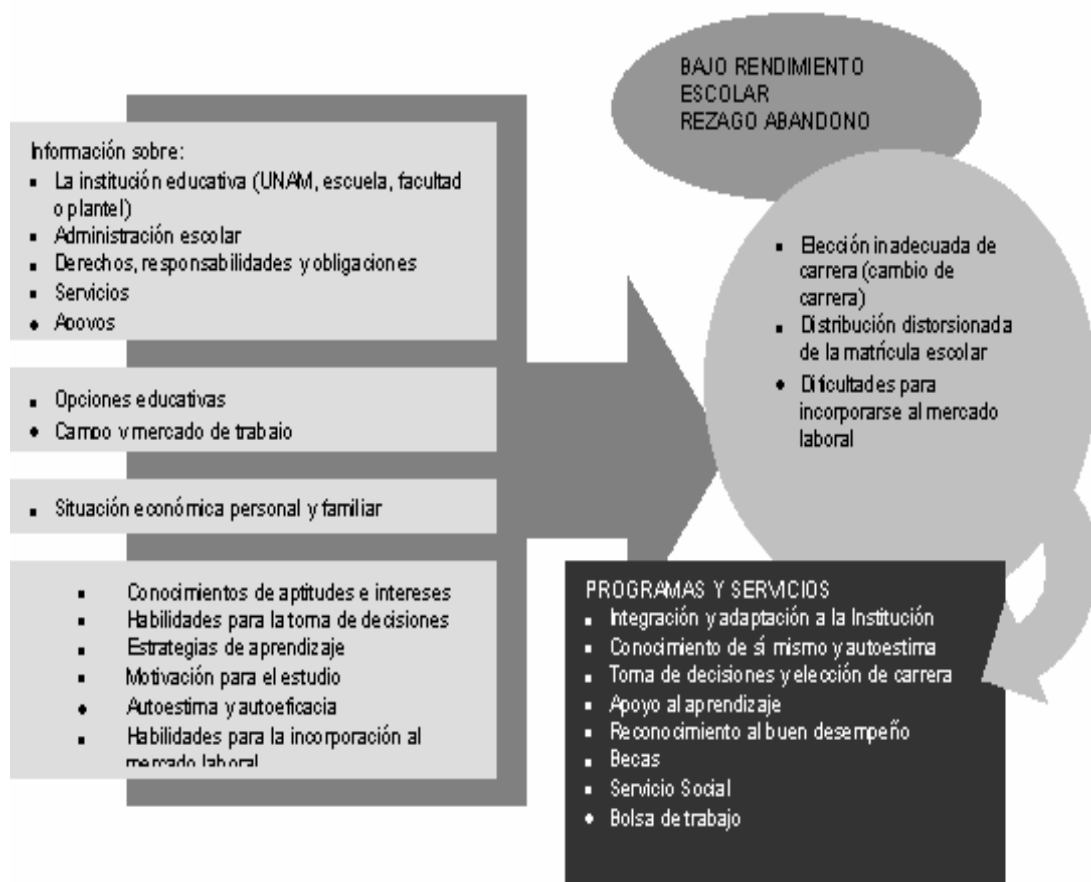 BAJO RENDIMIENTO
ESCOLAR
REZAGO ABANDONO
Información sobre:
▪ La institución educativa (UNAM, escuela, facultad
o plantel)
▪ Administración escolar
▪ Derechos, responsabilidades y obligaciones
▪ Servicios
• Apoyos
▪ Opciones educativas
• Campo y mercado de trabajo
▪ Situación económica personal y familiar
▪ Conocimientos de aptitudes e intereses
▪ Habilidades para la toma de decisiones
▪ Estrategias de aprendizaje
▪ Motivación para el estudio
• Autoestima y autoeficacia
▪ Habilidades para la incorporación al
mercado laboral
▪ Elección inadecuada de
carrera (cambio de
carrera)
▪ Distribución distorsionada
de la matrícula escolar
• Dificultades para
incorporarse al mercado
laboral
PROGRAMAS Y SERVICIOS
▪ Integración y adaptación a la Institución
▪ Conocimiento de sí mismo y autoestima
▪ Toma de decisiones y elección de carrera
▪ Apoyo al aprendizaje
▪ Reconocimiento al buen desempeño
▪ Becas
▪ Servicio Social
• Bolsa de trabajo